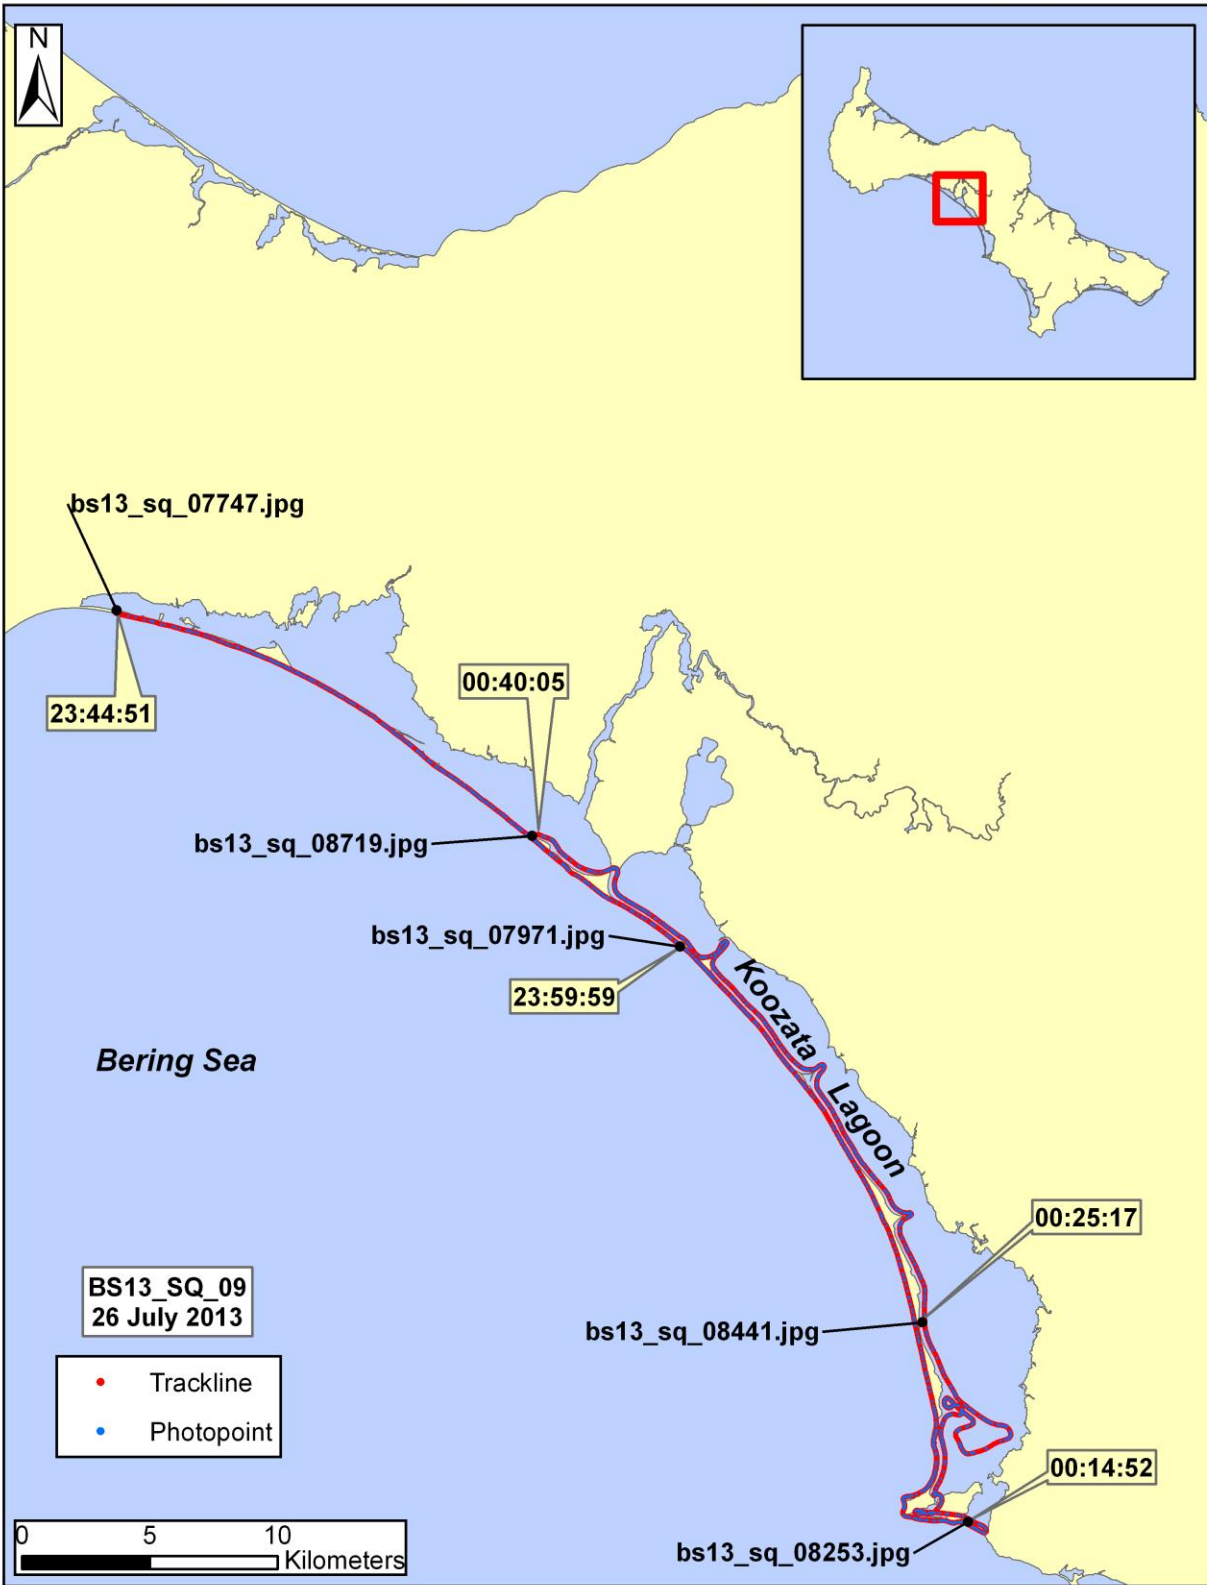 N
bs13_sq_07747.jpg
23:44:51
00:40:05
bs13_sq_08719.jpg
bs13_sq_07971.jpg
23:59:59
Koozata
Lagoon
Bering Sea
00:25:17
BS13_SQ_09
26 July 2013
bs13_sq_08441.jpg
Trackline
Photopoint
00:14:52
0 5 10
Kilometers
bs13_sq_08253.jpg